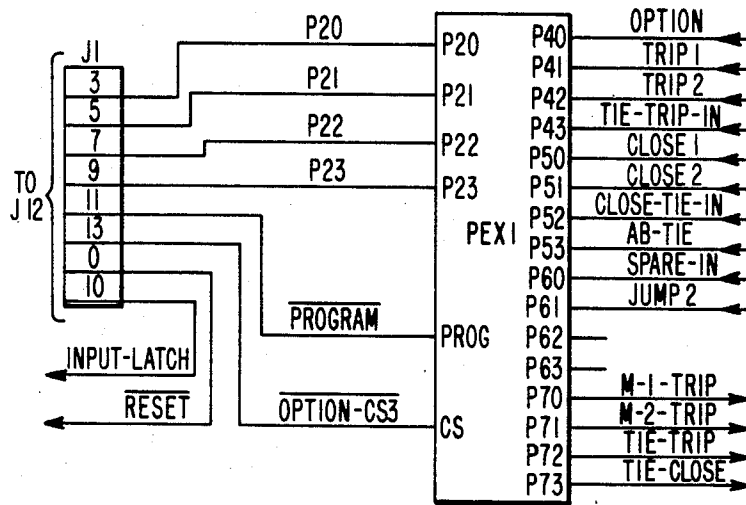 J1
3
5
7
9
11
13
0
10
TO
J12
P20
P21
P22
P23
PROGRAM
OPTION-CS3
INPUT-LATCH
RESET
P20
P21
P22
P23
PEX1
PROG
CS
P40 OPTION
P41 TRIP 1
P42 TRIP 2
P43 TIE-TRIP-IN
P50 CLOSE 1
P51 CLOSE 2
P52 CLOSE-TIE-IN
P53 AB-TIE
P60 SPARE-IN
P61 JUMP 2
P62
P63
P70 M-1-TRIP
P71 M-2-TRIP
P72 TIE-TRIP
P73 TIE-CLOSE